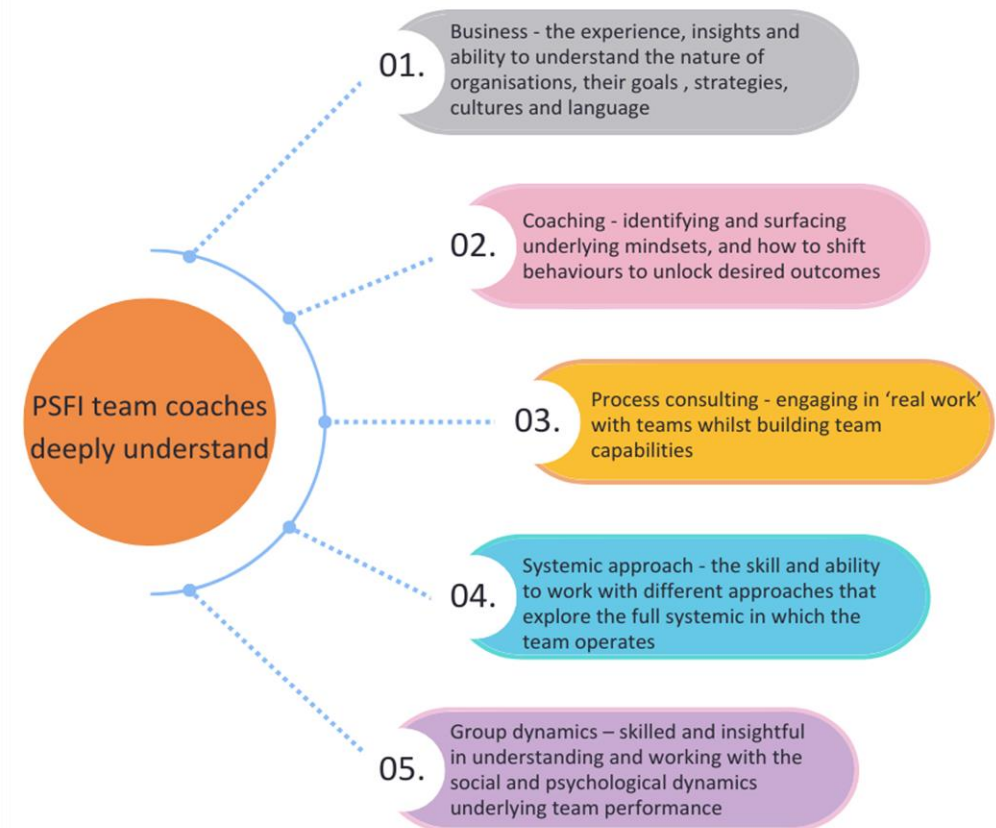 01.
Business - the experience, insights and
ability to understand the nature of
organisations, their goals , strategies,
cultures and language
02.
Coaching - identifying and surfacing
underlying mindsets, and how to shift
behaviours to unlock desired outcomes
PSFI team coaches
deeply understand
03.
Process consulting - engaging in ‘real work’
with teams whilst building team
capabilities
04.
Systemic approach - the skill and ability
to work with different approaches that
explore the full systemic in which the
team operates
05.
Group dynamics – skilled and insightful
in understanding and working with the
social and psychological dynamics
underlying team performance